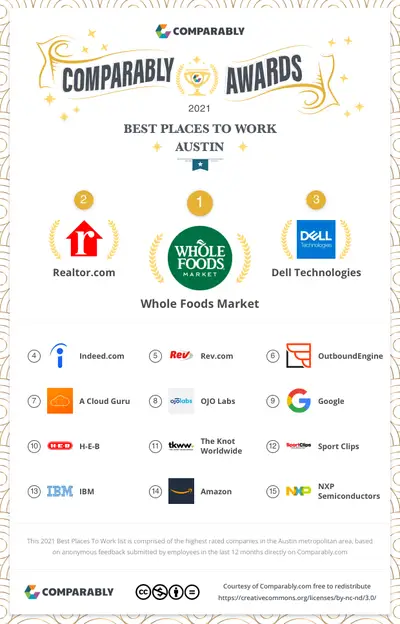 COMPARABLY
COMPARABLY AWARDS
2021
BEST PLACES TO WORK
AUSTIN
2
1
3
r
WHOLE
FOODS
MARKET
DELL
Technologies
Realtor.com
Dell Technologies
Whole Foods Market
4 Indeed.com
5 Rev Rev.com
6 OutboundEngine
7 A Cloud Guru
8 ojolabs OJO Labs
9 G Google
10 H-E-B H-E-B
11 tkww The Knot
Worldwide
12 SportClips Sport Clips
13 IBM IBM
14 Amazon
15 NXP NXP
Semiconductors
This 2021 Best Places To Work list is comprised of the highest rated companies in the Austin metropolitan area, based
on anonymous feedback submitted by employees in the last 12 months directly on Comparably.com
COMPARABLY
cc
Courtesy of Comparably.com free to redistribute
https://creativecommons.org/licenses/by-nc-nd/3.0/